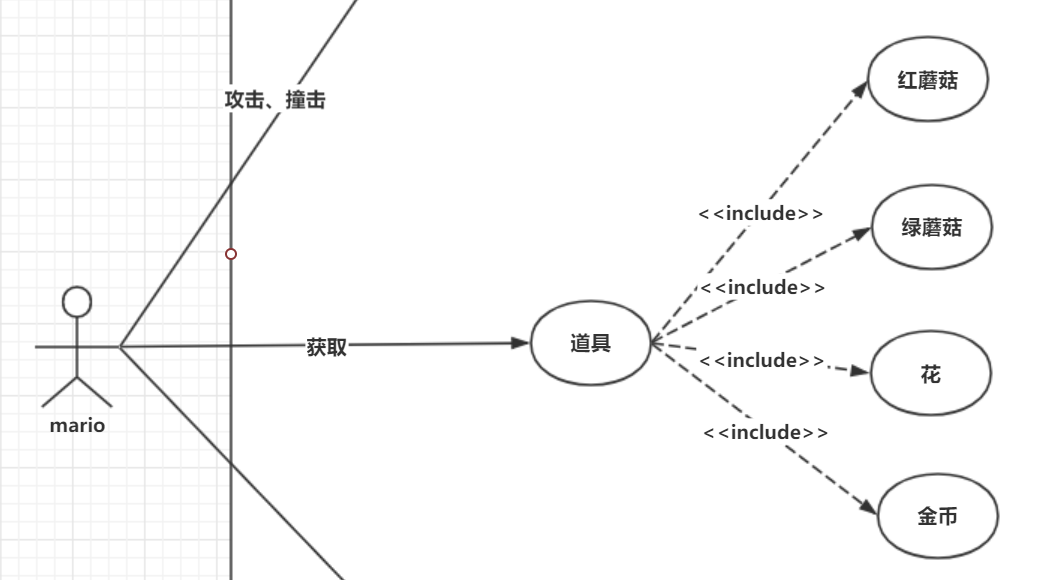 攻击、撞击
红蘑菇
<<include>>
绿蘑菇
<<include>>
获取
道具
<<include>>
花
mario
<<include>>
金币